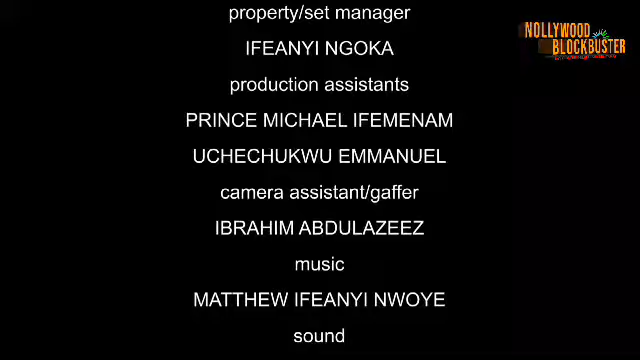 property/set manager
IFEANYI NGOKA
production assistants
PRINCE MICHAEL IFEMENAM
UCHECHUKWU EMMANUEL
camera assistant/gaffer
IBRAHIM ABDULAZEEZ
music
MATTHEW IFEANYI NWOYE
sound
NOLLYWOOD
BLOCKBUSTER